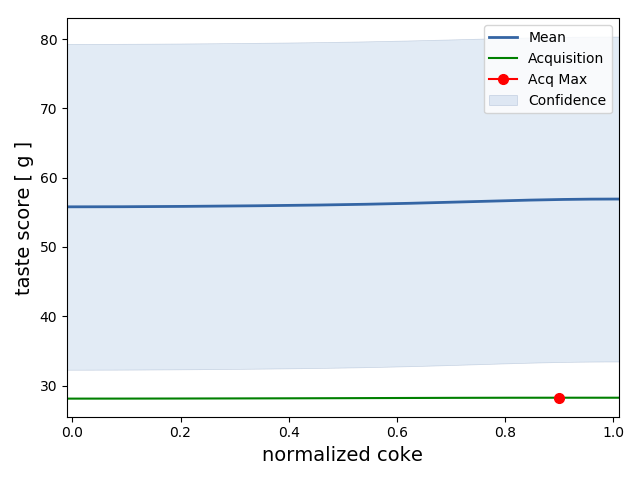 80
70
60
50
40
30
taste score [ g ]
Mean
Acquisition
Acq Max
Confidence
0.0 0.2 0.4 0.6 0.8 1.0
normalized coke